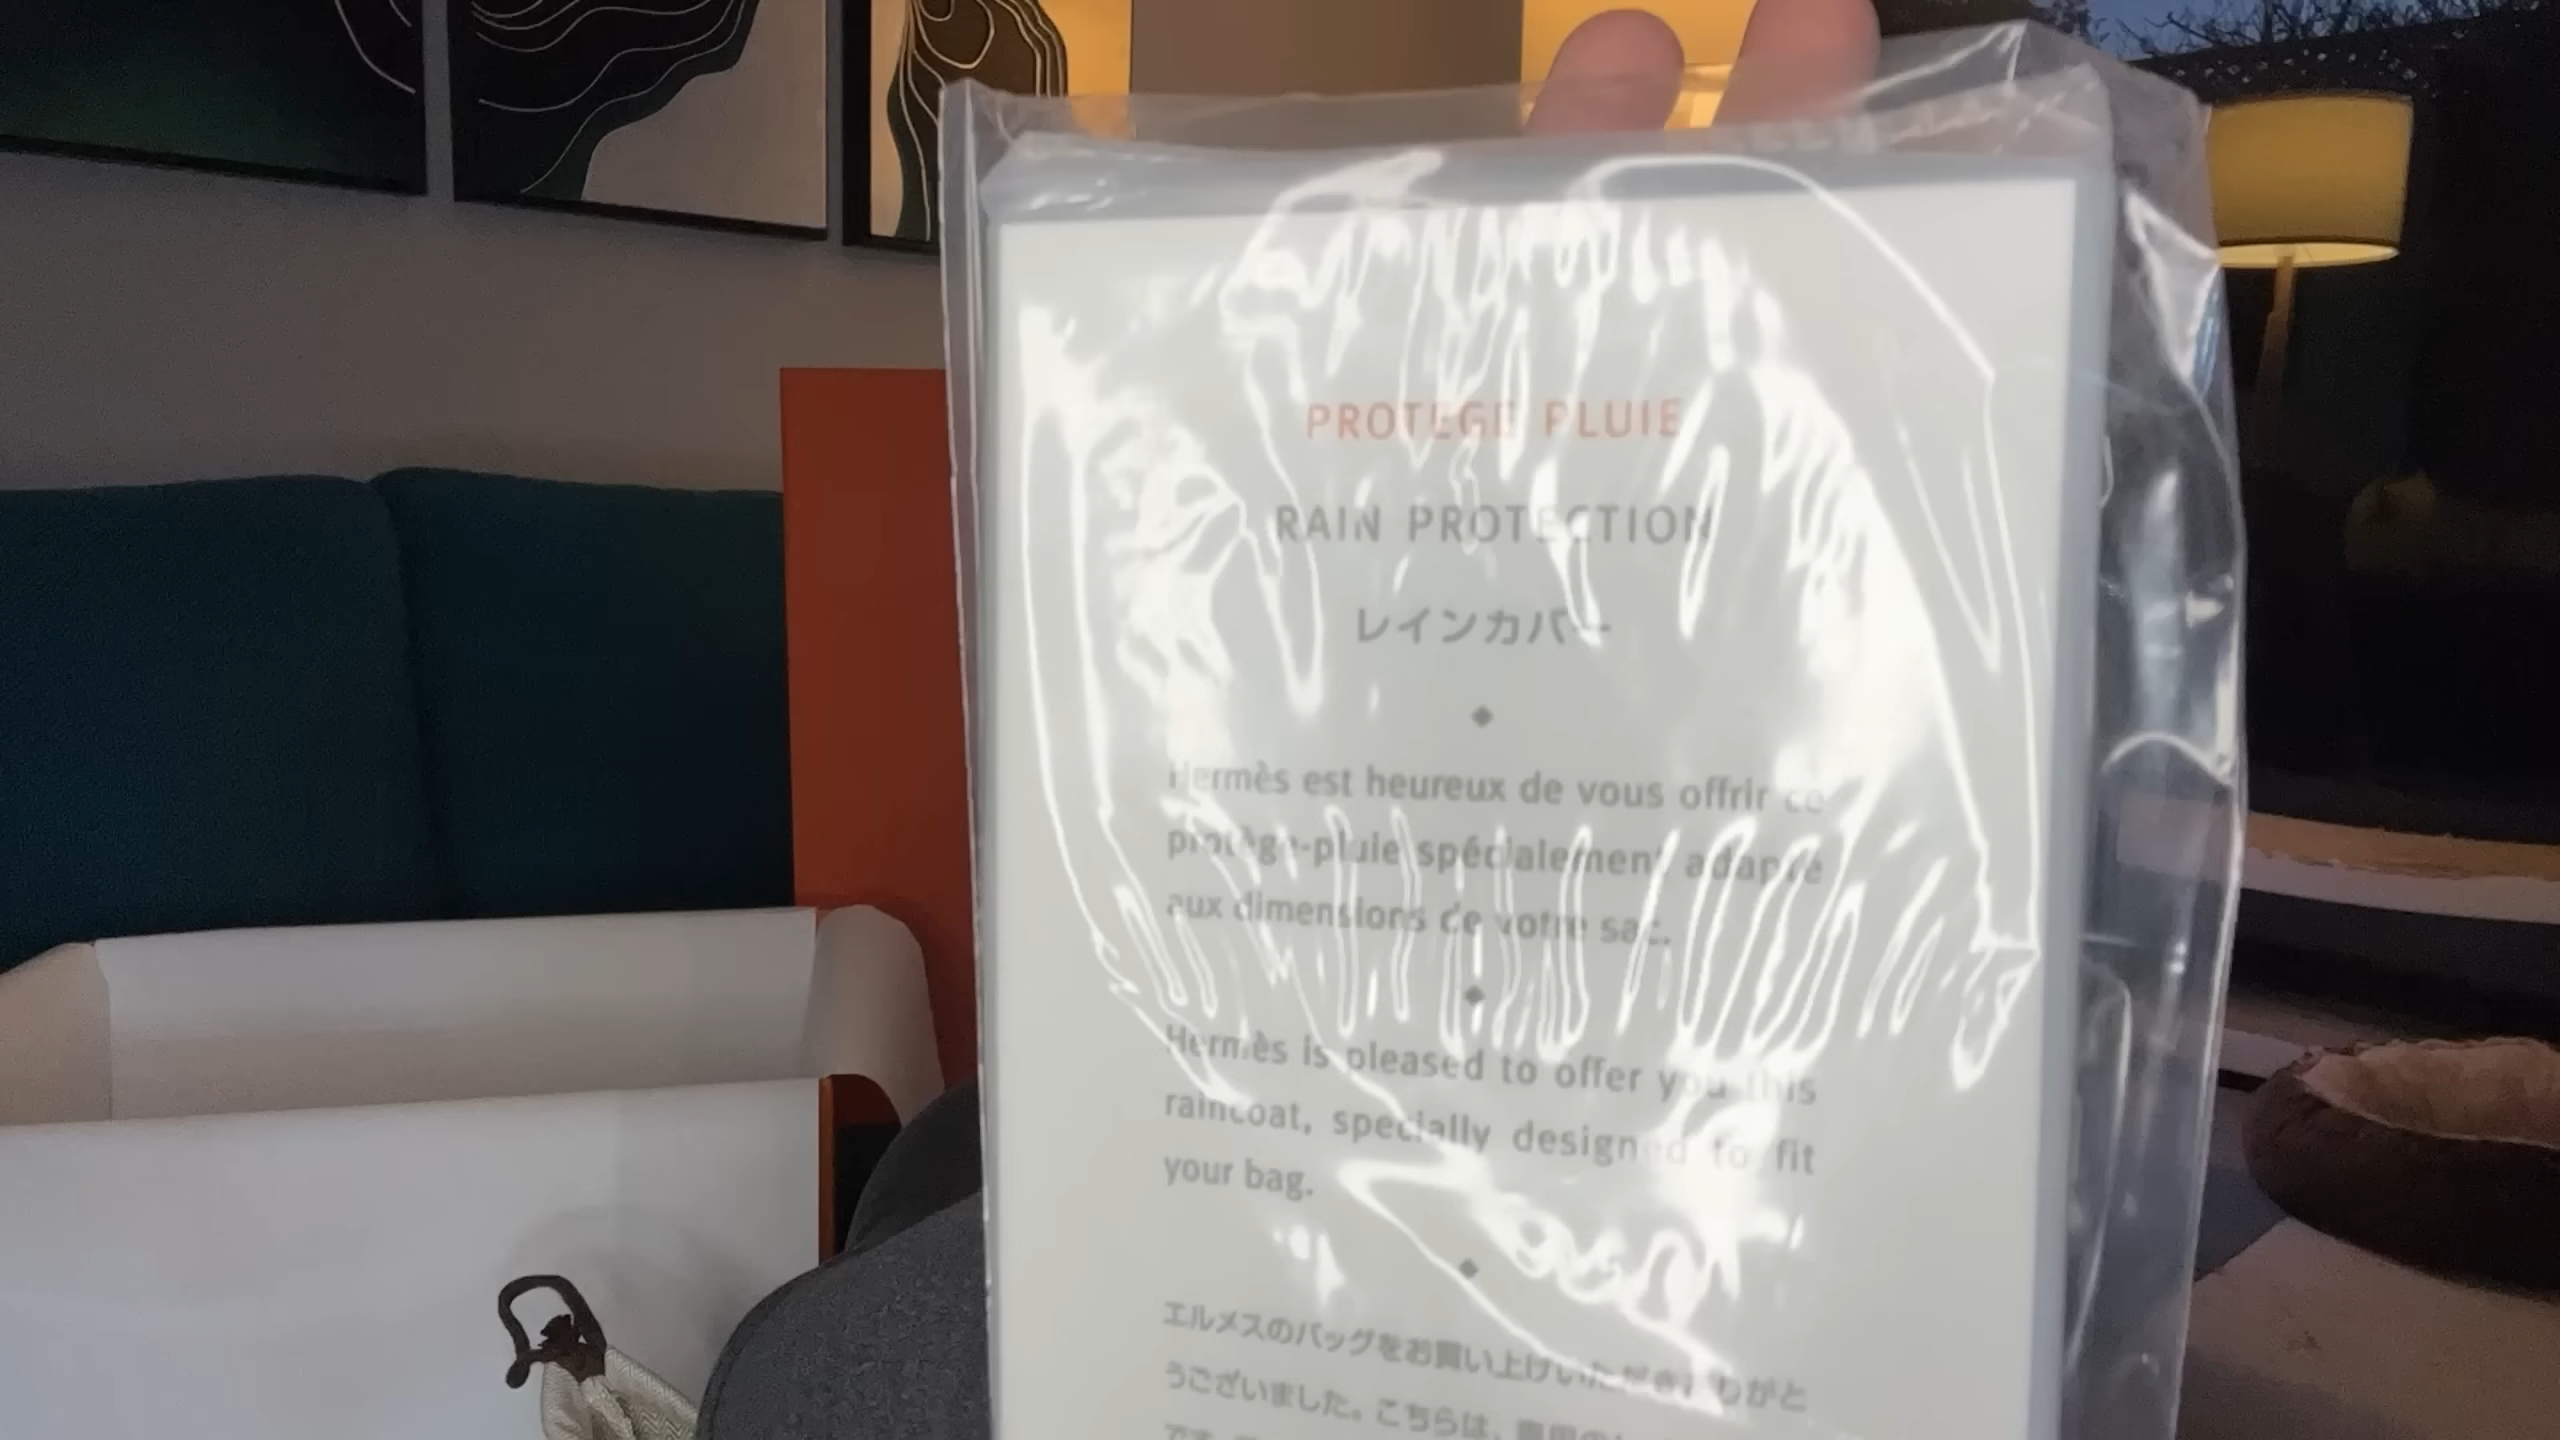 PROTEGE PLUIE
RAIN PROTECTION
レインカバー
Hermès est heureux de vous offrir ce
protège-pluie spécialement adapté
aux dimensions de votre sac.
Hermès is pleased to offer you this
raincoat, specially designed to fit
your bag.
エルメスのバッグをお買い上げいただきありがと
うございました。こちらは、専用の